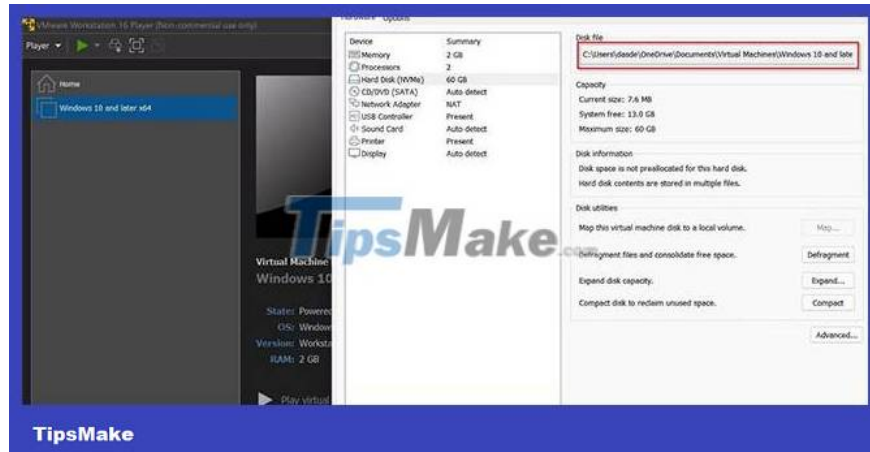 VMware Workstation 16 Player (Non-commercial use only)
Player
Home
Windows 10 and later x64
Virtual Machine
Windows 10
State: Powered
OS: Window
Version: Worksta
RAM: 2 GB
Play virtual
Hardware Options
Device Summary
Memory 2 GB
Processors 2
Hard Disk (NVMe) 60 GB
CD/DVD (SATA) Auto detect
Network Adapter NAT
USB Controller Present
Sound Card Auto detect
Printer Present
Display Auto detect
Disk file
C:\Users\dasde\OneDrive\Documents\Virtual Machines\Windows 10 and late
Capacity
Current size: 7.6 MB
System free: 13.0 GB
Maximum size: 60 GB
Disk information
Disk space is not preallocated for this hard disk.
Hard disk contents are stored in multiple files.
Disk utilities
Map this virtual machine disk to a local volume. Map...
Defragment files and consolidate free space. Defragment
Expand disk capacity. Expand...
Compact disk to reclaim unused space. Compact
Advanced...
TipsMake.com
TipsMake